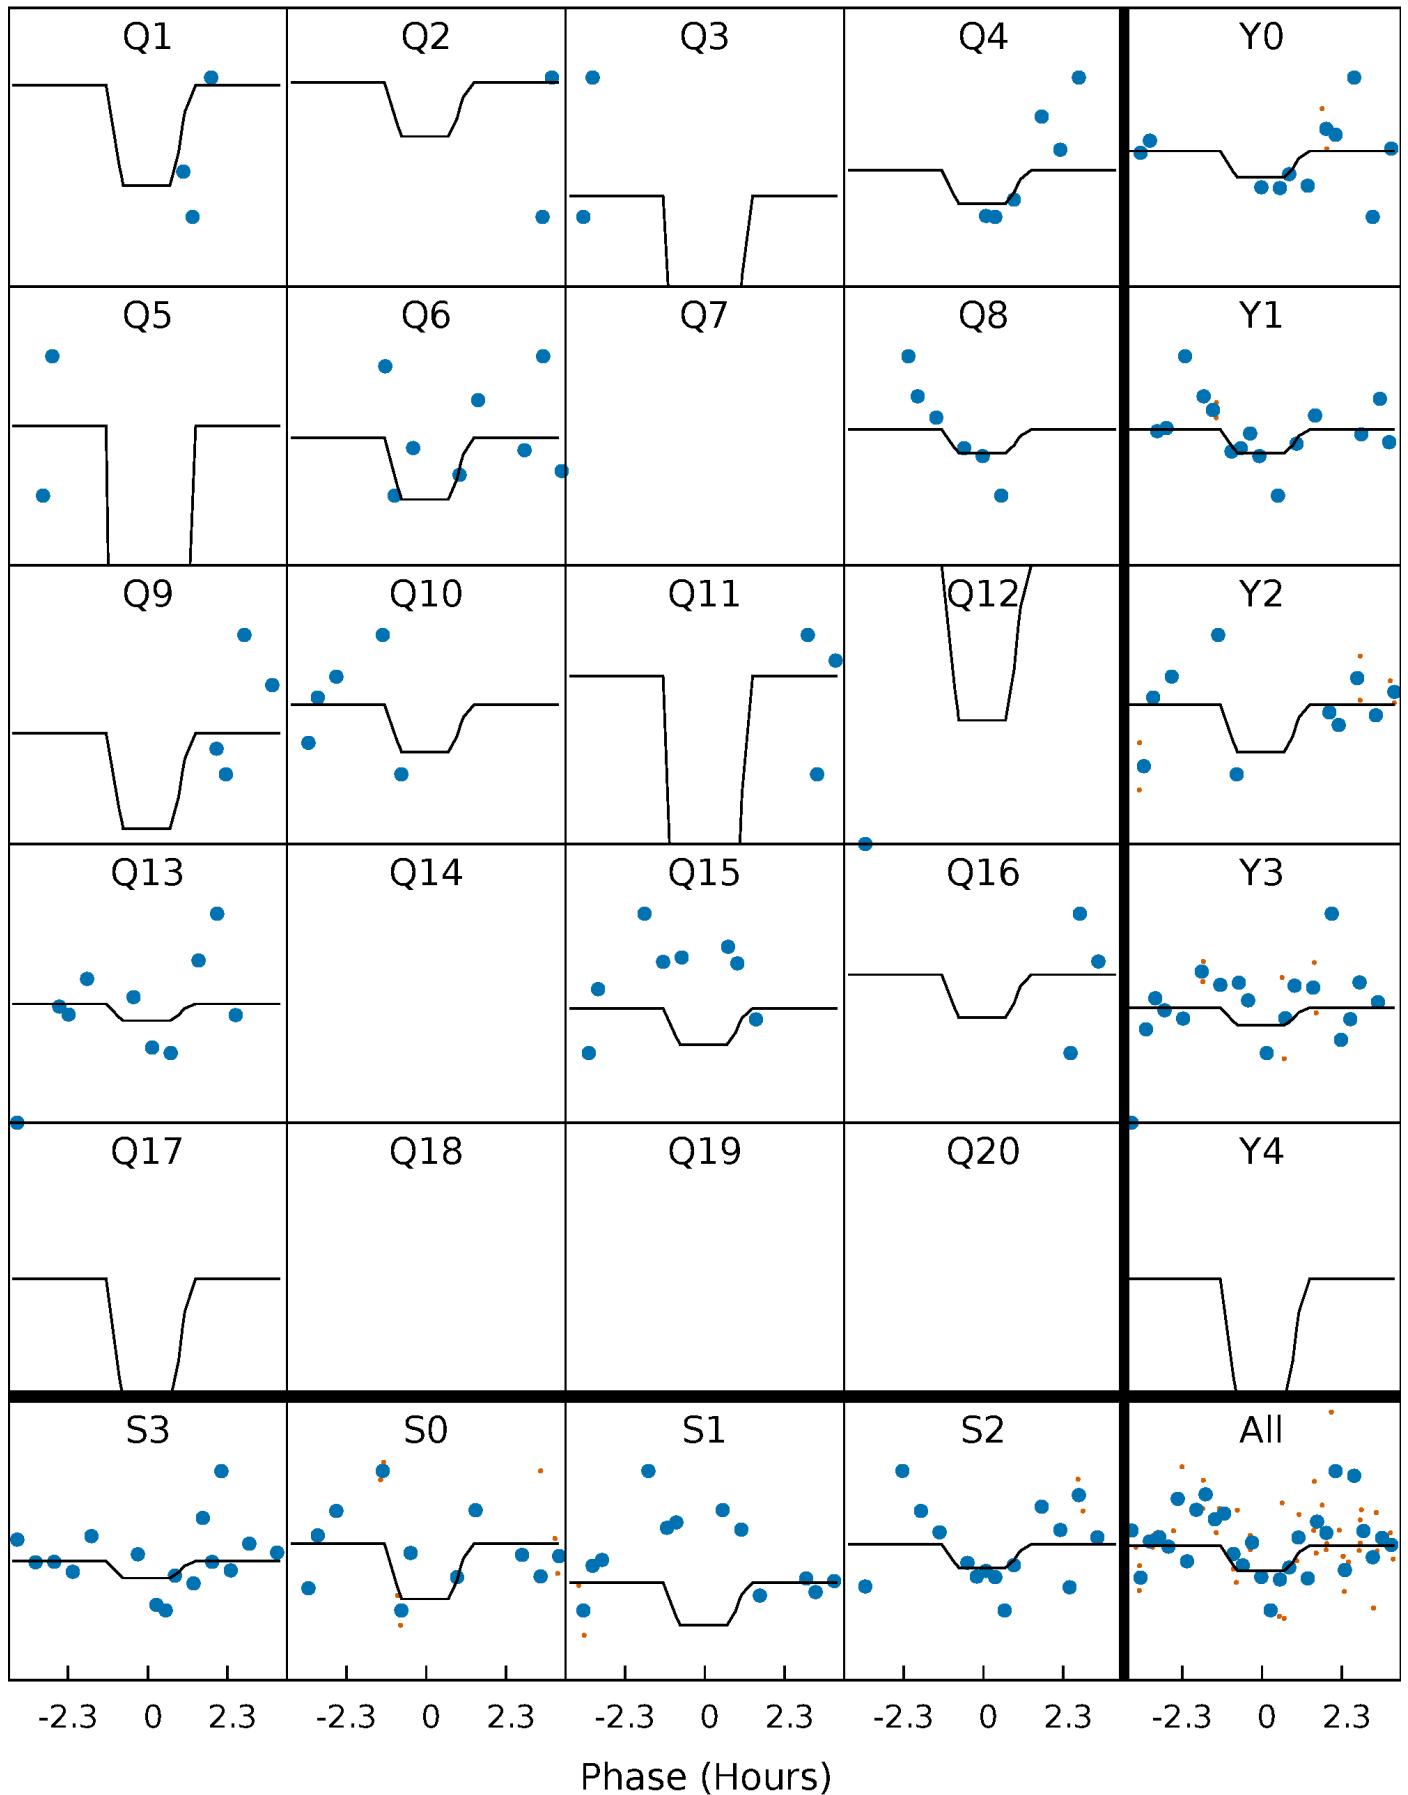 Q1 Q2 Q3 Q4 Y0
Q5 Q6 Q7 Q8 Y1
Q9 Q10 Q11 Q12 Y2
Q13 Q14 Q15 Q16 Y3
Q17 Q18 Q19 Q20 Y4
S3 S0 S1 S2 All
-2.3 0 2.3 -2.3 0 2.3 -2.3 0 2.3 -2.3 0 2.3 -2.3 0 2.3
Phase (Hours)